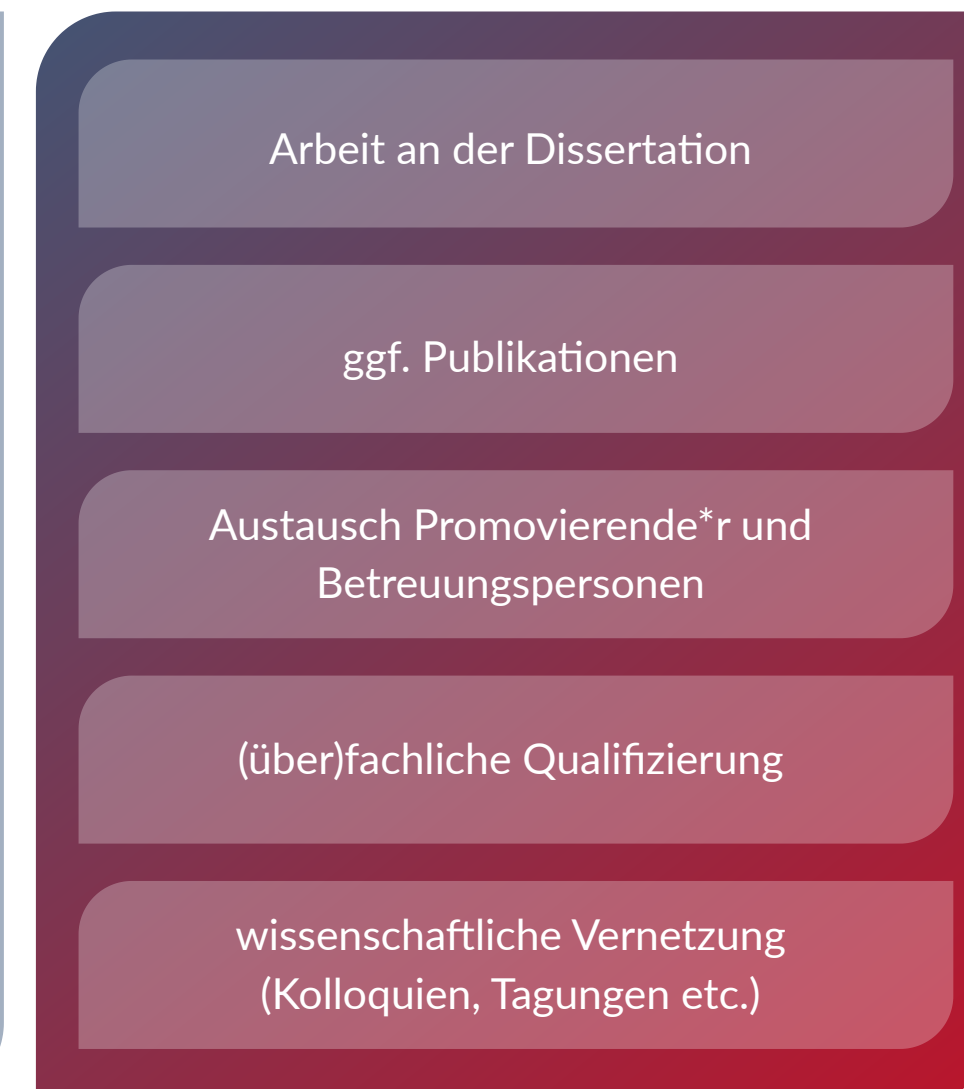 Arbeit an der Dissertation
ggf. Publikationen
Austausch Promovierende*r und
Betreuungspersonen
(über)fachliche Qualifizierung
wissenschaftliche Vernetzung
(Kolloquien, Tagungen etc.)